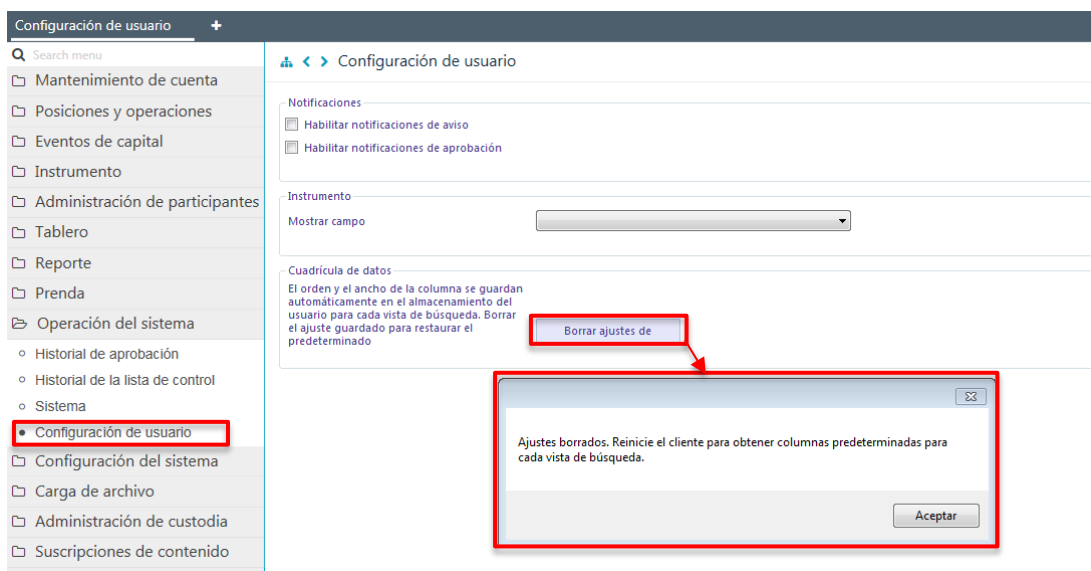 Configuración de usuario +
Search menu
Mantenimiento de cuenta
Posiciones y operaciones
Eventos de capital
Instrumento
Administración de participantes
Tablero
Reporte
Prenda
Operación del sistema
Historial de aprobación
Historial de la lista de control
Sistema
Configuración de usuario
Configuración del sistema
Carga de archivo
Administración de custodia
Suscripciones de contenido
Configuración de usuario
Notificaciones
Habilitar notificaciones de aviso
Habilitar notificaciones de aprobación
Instrumento
Mostrar campo
Cuadrícula de datos
El orden y el ancho de la columna se guardan
automáticamente en el almacenamiento del
usuario para cada vista de búsqueda. Borrar
el ajuste guardado para restaurar el
predeterminado
Borrar ajustes de
Ajustes borrados. Reinicie el cliente para obtener columnas predeterminadas para
cada vista de búsqueda.
Aceptar